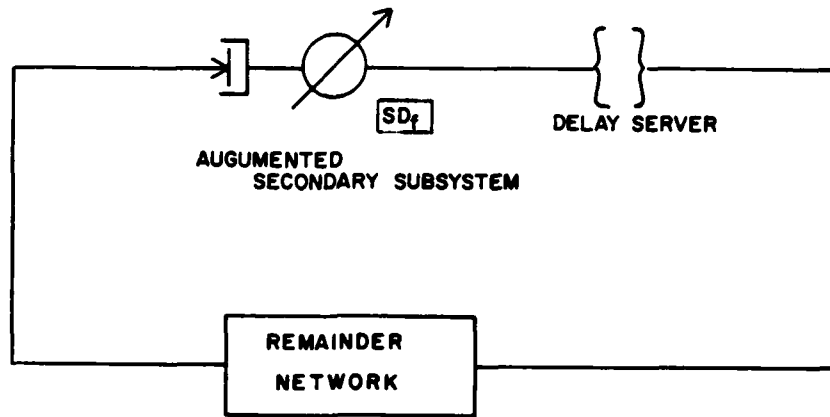 SDf
DELAY SERVER
AUGUMENTED
SECONDARY SUBSYSTEM
REMAINDER
NETWORK